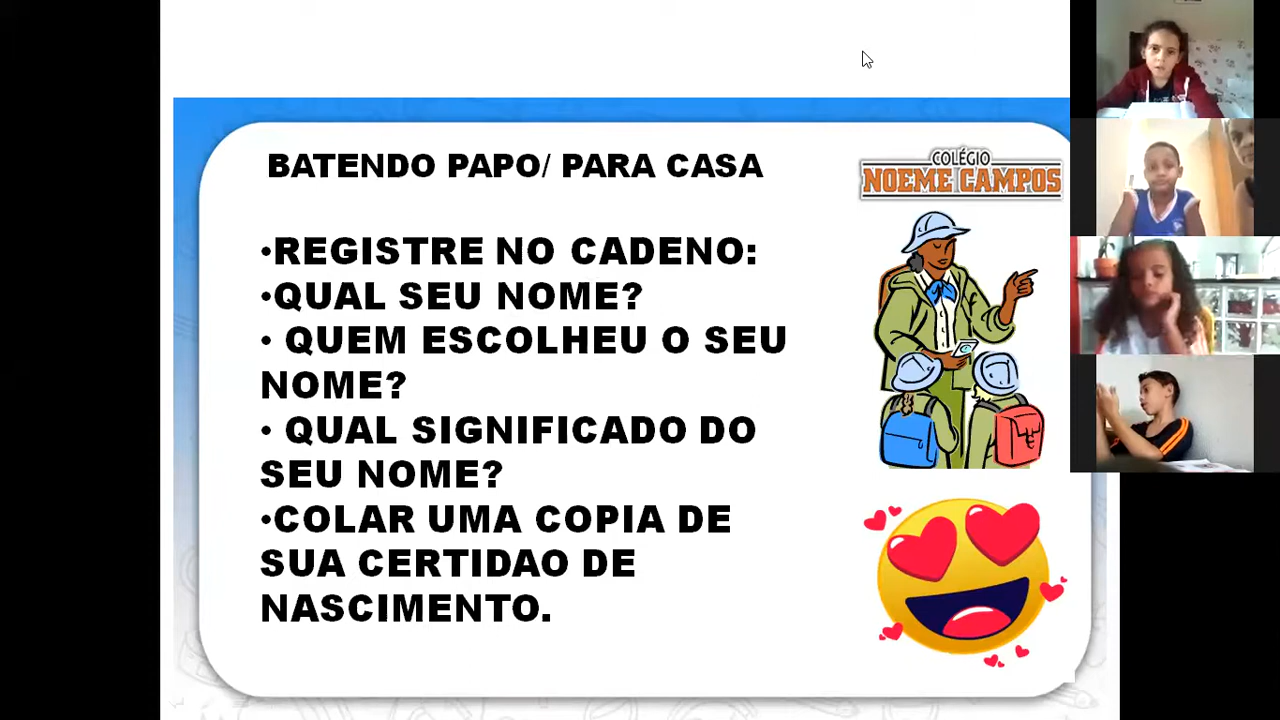 BATENDO PAPO/ PARA CASA
COLÉGIO
NOEME CAMPOS
•REGISTRE NO CADENO:
•QUAL SEU NOME?
• QUEM ESCOLHEU O SEU
NOME?
• QUAL SIGNIFICADO DO
SEU NOME?
•COLAR UMA COPIA DE
SUA CERTIDAO DE
NASCIMENTO.